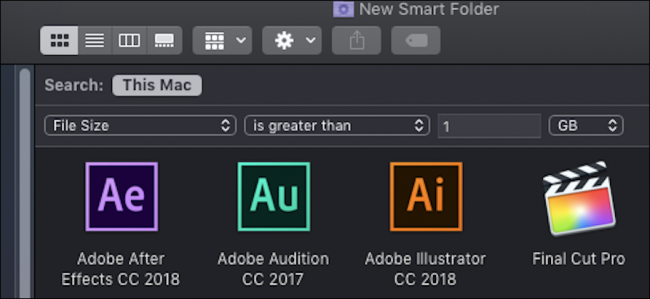 New Smart Folder
Search: This Mac
File Size is greater than 1 GB
Ae Au Ai
Adobe After Adobe Audition Adobe Illustrator Final Cut Pro
Effects CC 2018 CC 2017 CC 2018